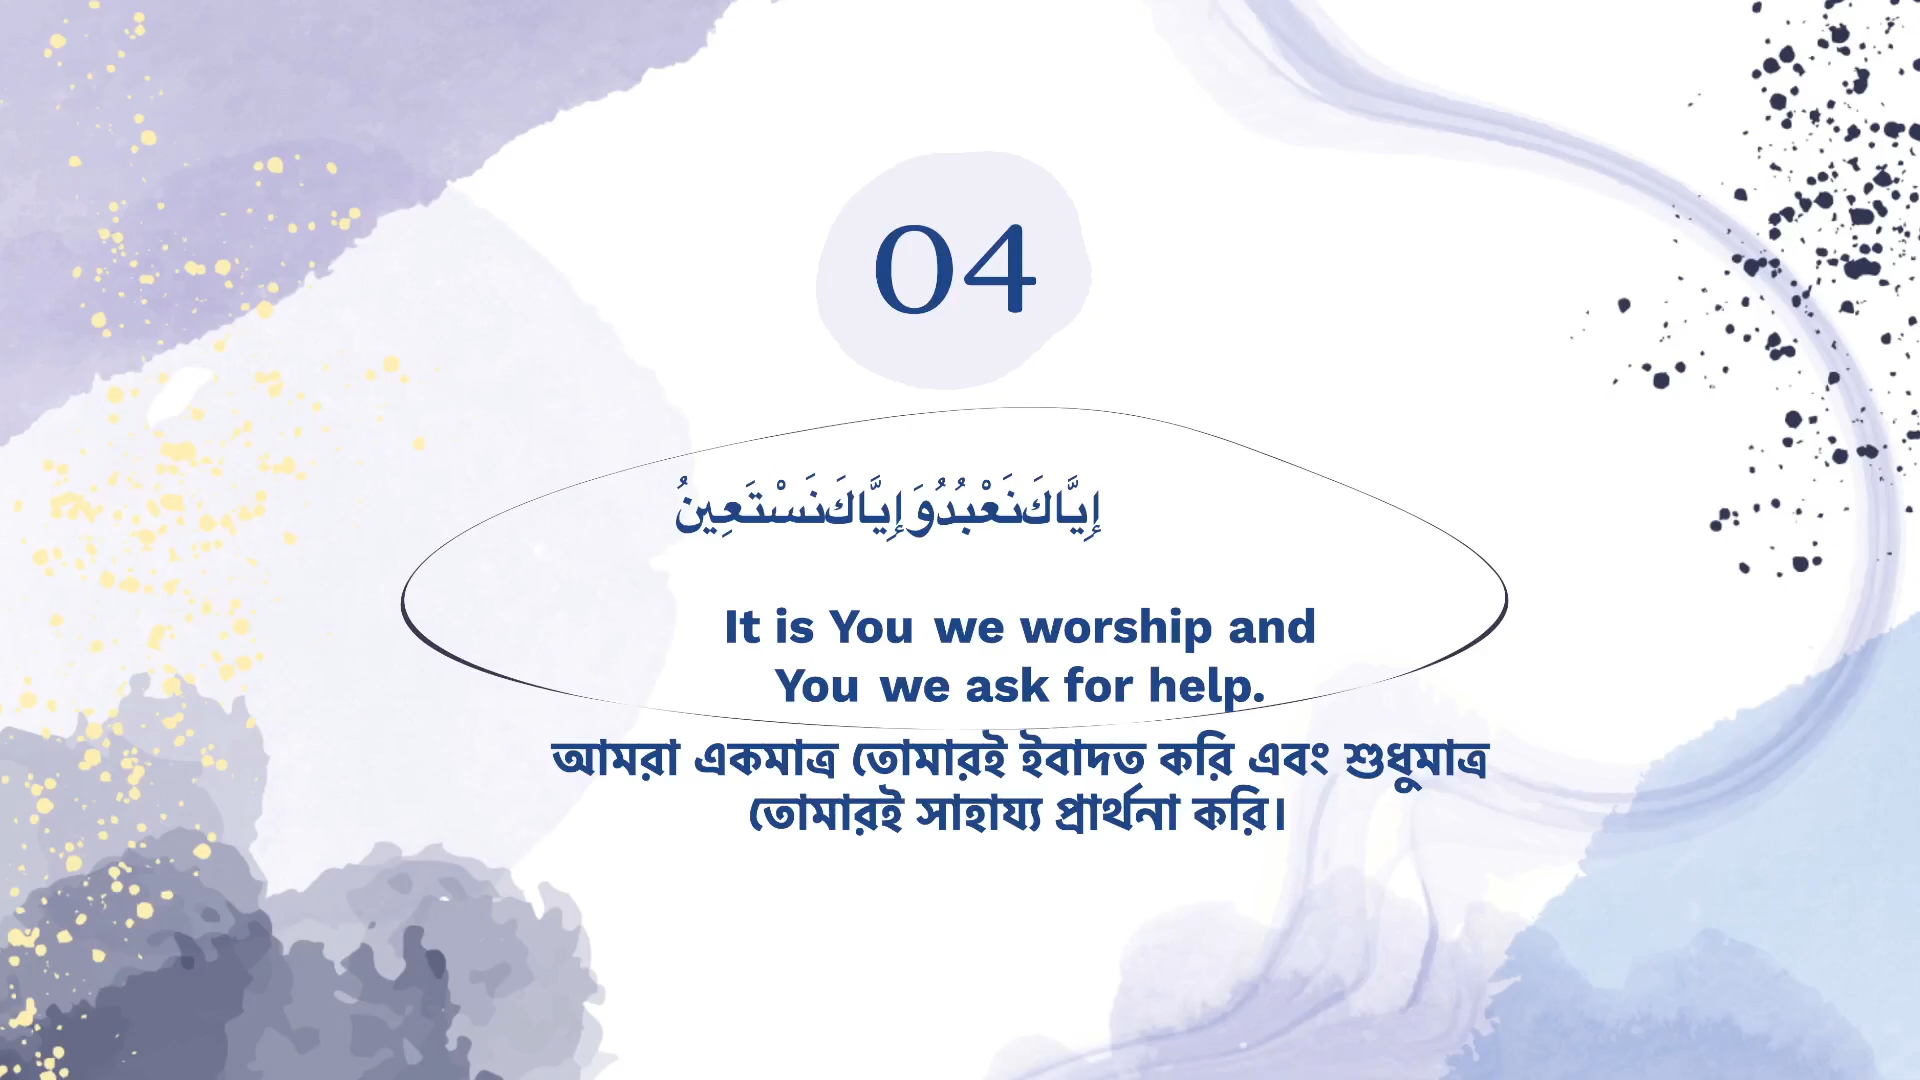 04
إِيَّاكَنَعْبُدُوَإِيَّاكَنَسْتَعِينُ
It is You we worship and
You we ask for help.
আমরা একমাত্র তোমারই ইবাদত করি এবং শুধুমাত্র
তোমারই সাহায্য প্রার্থনা করি।